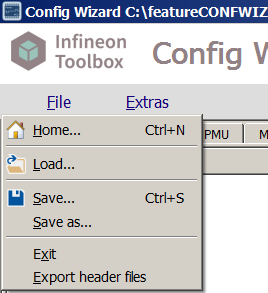 Config Wizard C:\featureCONFWIZ
Infineon
Toolbox
Config
File Extras
Home... Ctrl+N
PMU
Load...
Save... Ctrl+S
Save as...
Exit
Export header files